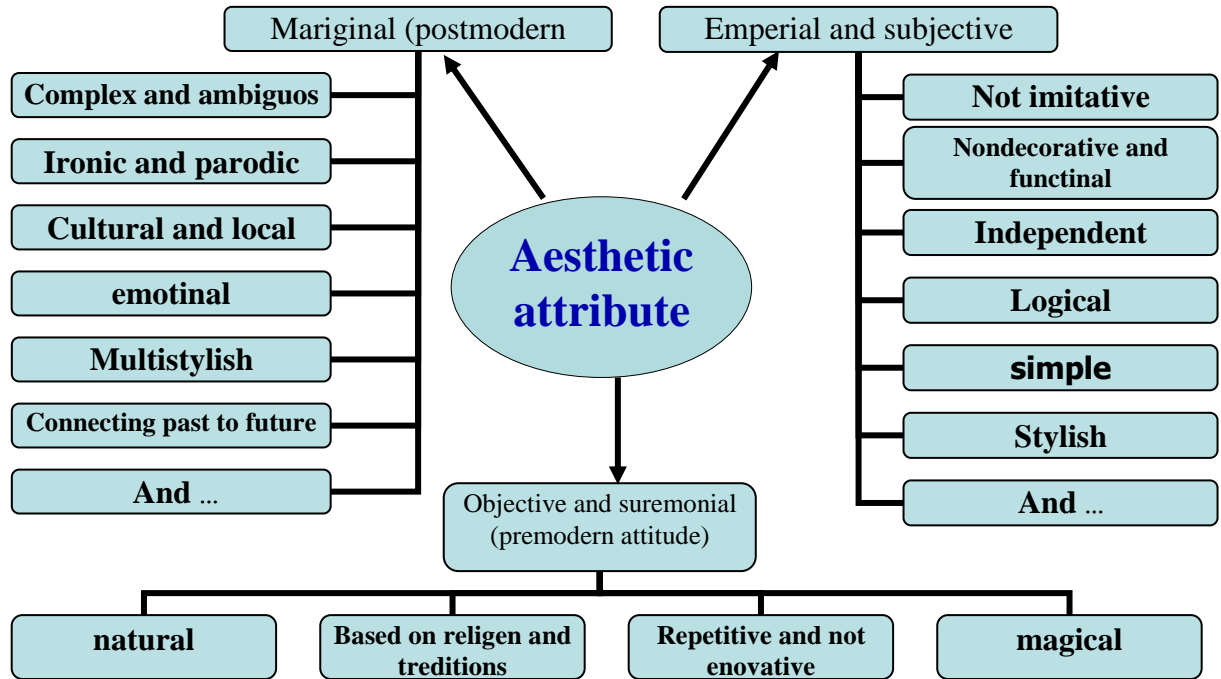 Mariginal (postmodern
Complex and ambiguos
Ironic and parodic
Cultural and local
emotinal
Multistylish
Connecting past to future
And ...
Emperial and subjective
Not imitative
Nondecorative and
functinal
Independent
Logical
simple
Stylish
And ...
Aesthetic
attribute
Objective and suremonial
(premodern attitude)
natural
Based on religen and
treditions
Repetitive and not
enovative
magical